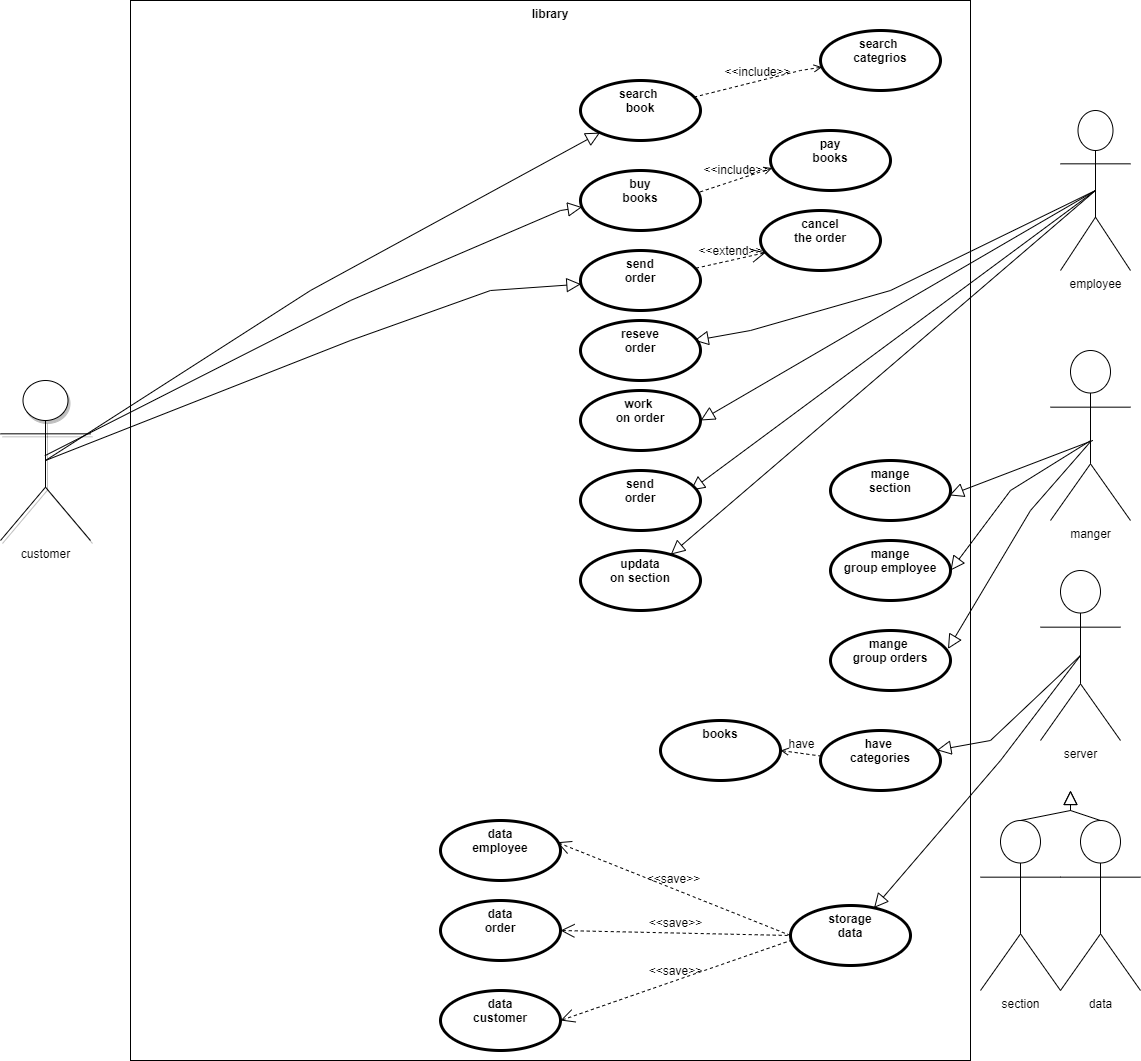 library
search
categrios
<<include>>
search
book
pay
books
<<include>>
buy
books
cancel
the order
<<extend>>
send
order
employee
reseve
order
work
on order
mange
section
send
order
manger
customer
mange
group employee
updata
on section
mange
group orders
books
have
have
categories
server
data
employee
<<save>>
data
order
<<save>>
storage
data
<<save>>
data
customer
section
data